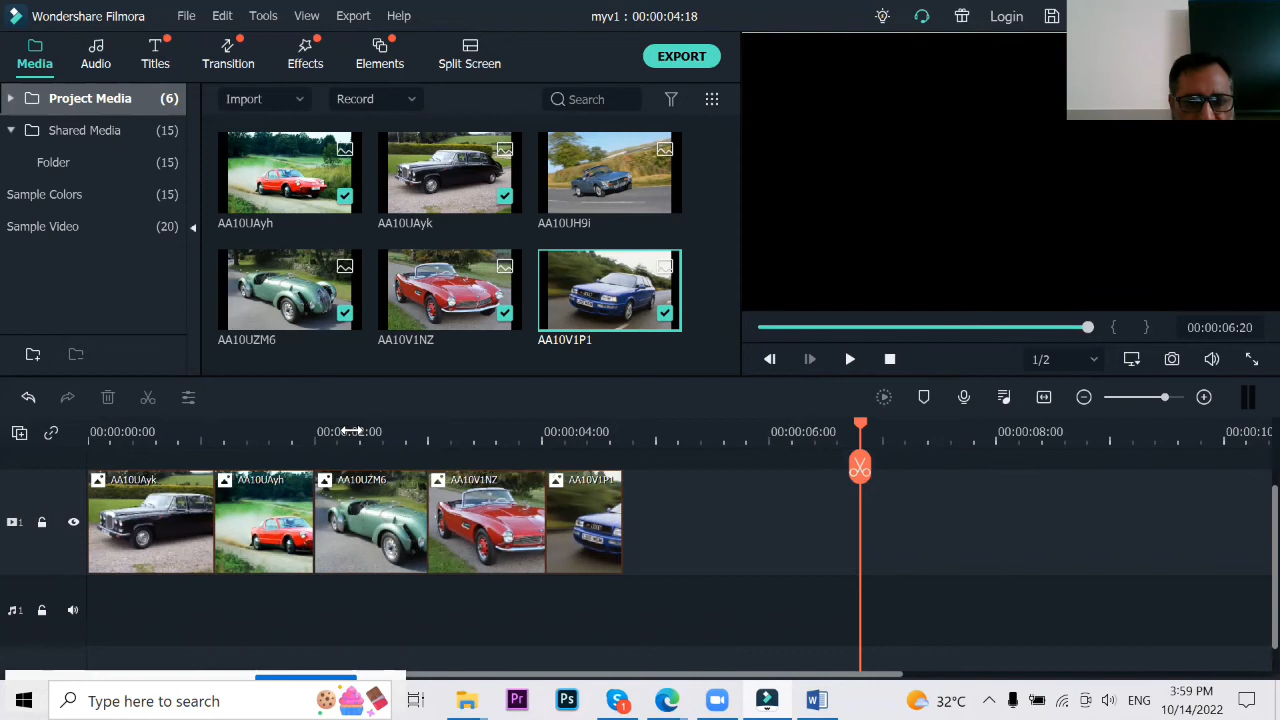 Wondershare Filmora File Edit Tools View Export Help myv1 : 00:00:04:18 Login
Media Audio Titles Transition Effects Elements Split Screen EXPORT
Project Media (6) Import Record Search
Shared Media (15)
Folder (15)
Sample Colors (15)
Sample Video (20)
AA10UAyh AA10UAyk AA10UH9i
AA10UZM6 AA10V1NZ AA10V1P1
{ } 00:00:06:20
1/2
00:00:00:00 00:00:02:00 00:00:04:00 00:00:06:00 00:00:08:00 00:00:10
AA10UAyk AA10UAyh AA10UZM6 AA10V1NZ AA10V1P1
1
1
Type here to search Pr Ps S 1 W 32°C ENG 3:59 PM
10/14/2022